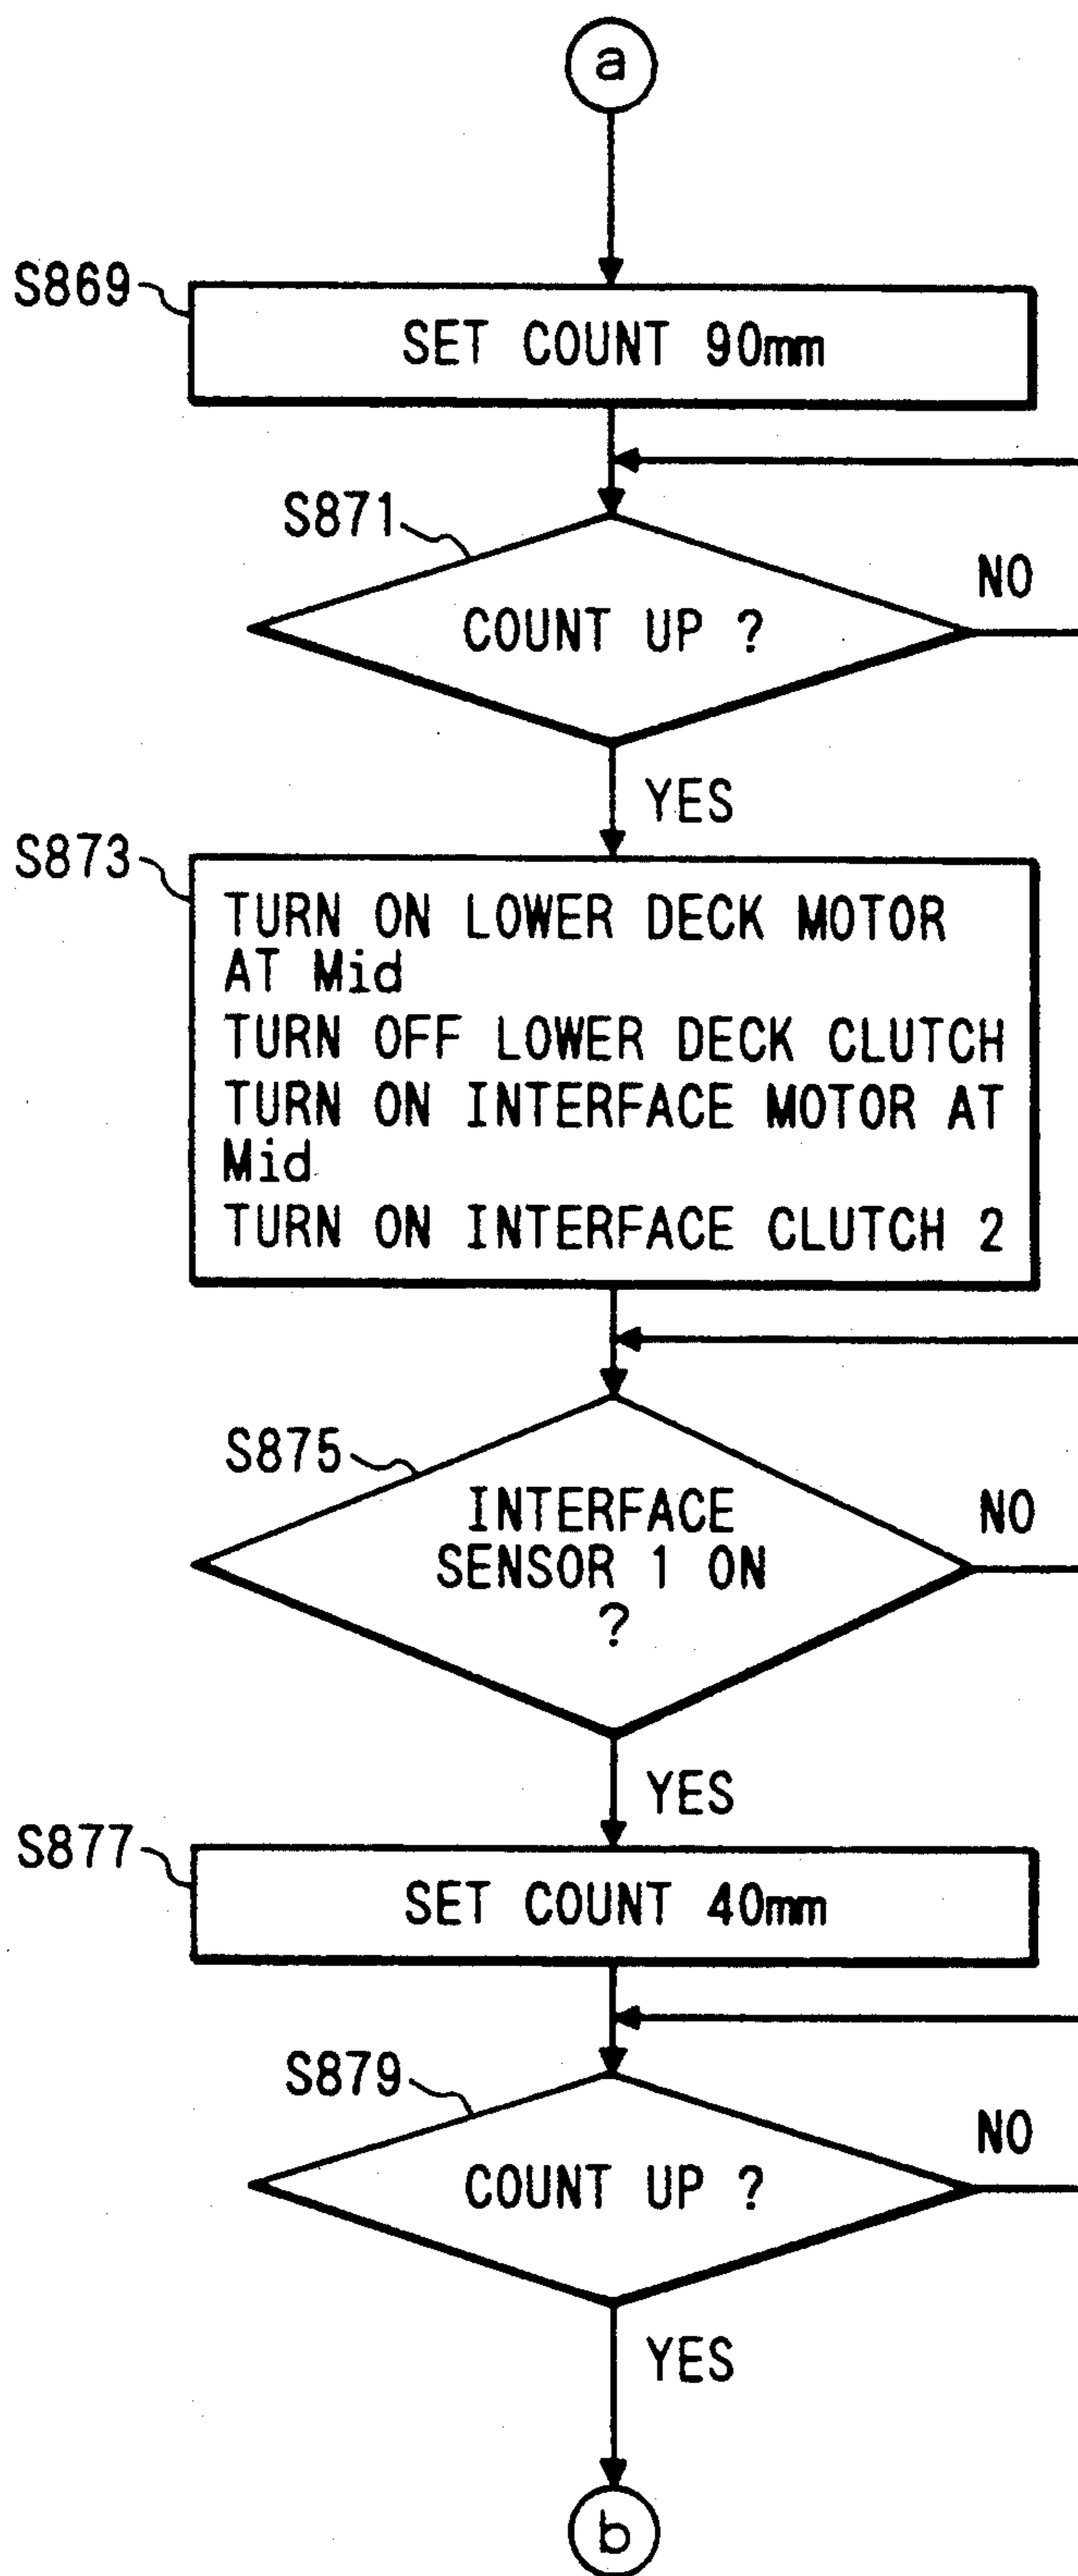 a
S869
SET COUNT 90mm
S871
COUNT UP ?
NO
YES
S873
TURN ON LOWER DECK MOTOR
AT Mid
TURN OFF LOWER DECK CLUTCH
TURN ON INTERFACE MOTOR AT
Mid
TURN ON INTERFACE CLUTCH 2
S875
INTERFACE
SENSOR 1 ON
?
NO
YES
S877
SET COUNT 40mm
S879
COUNT UP ?
NO
YES
b